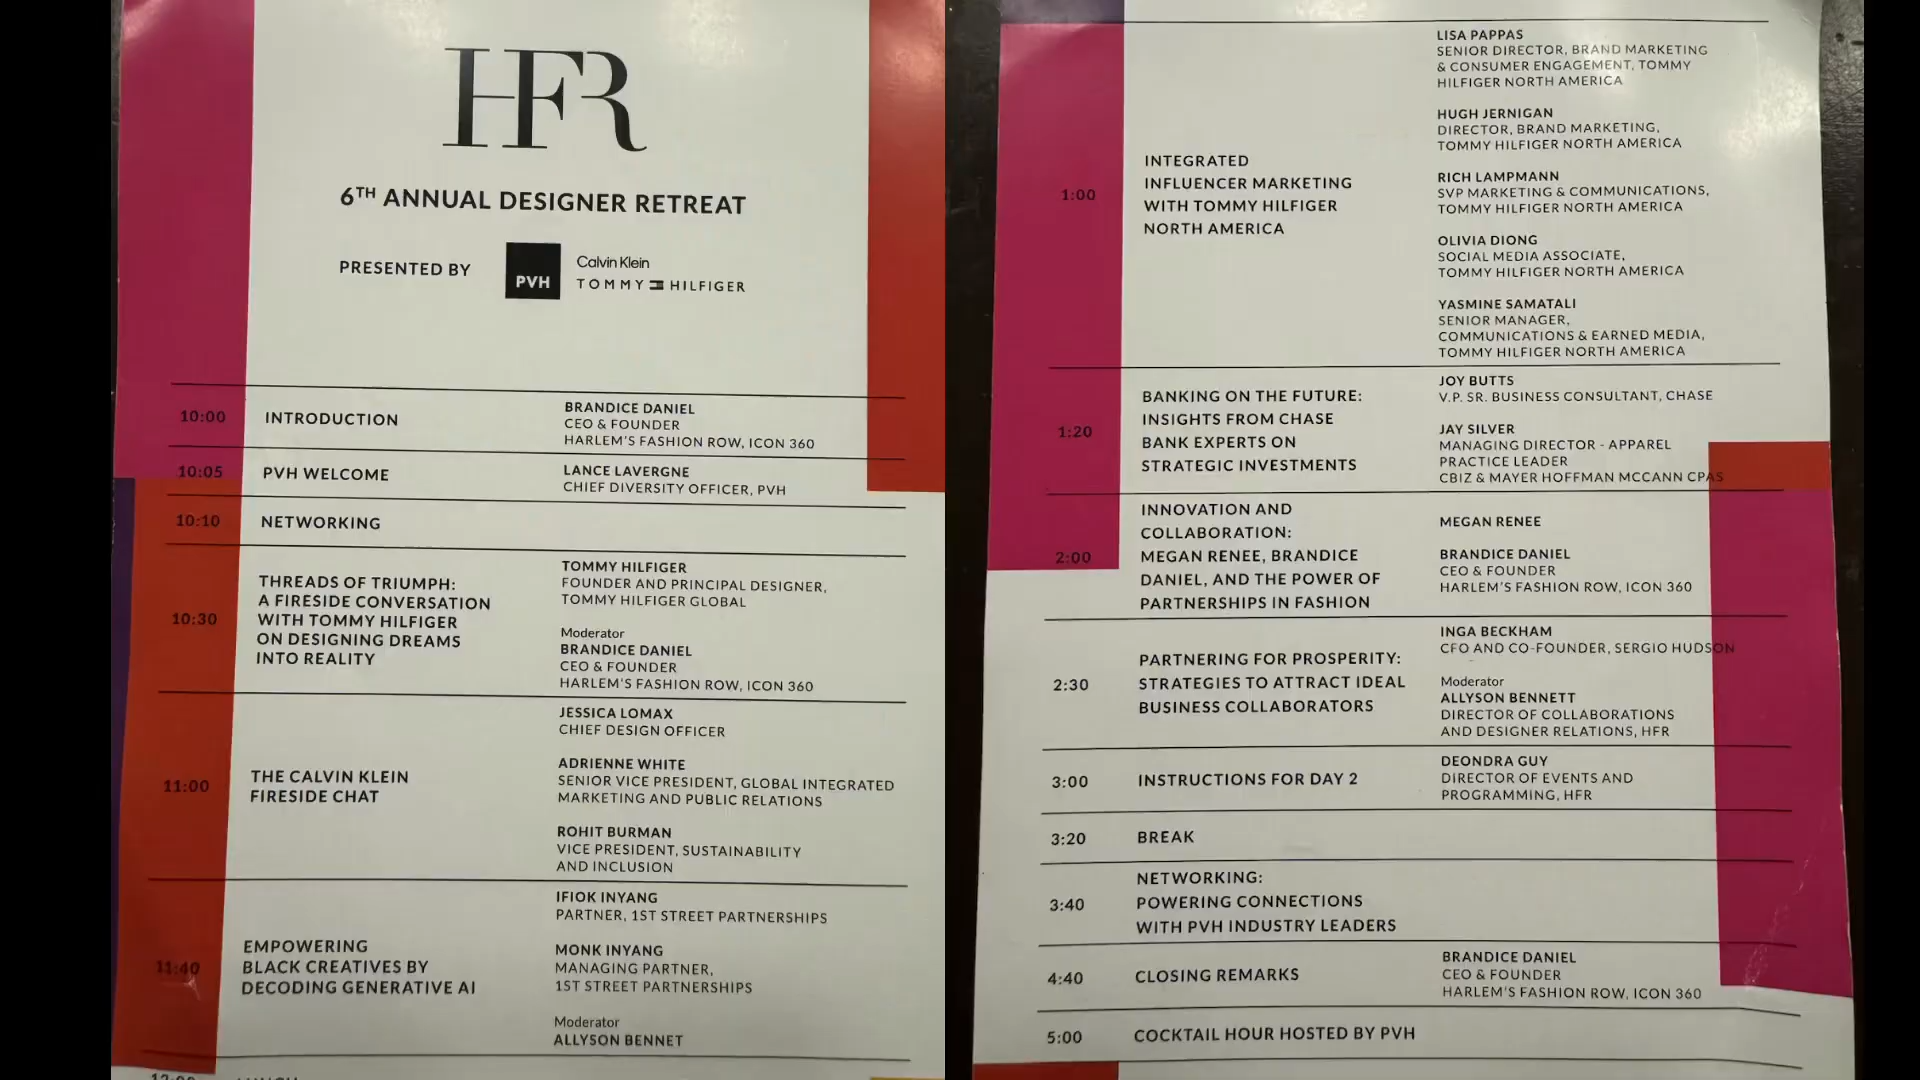 HFR
6TH ANNUAL DESIGNER RETREAT
PRESENTED BY
PVH
Calvin Klein
TOMMY HILFIGER
10:00
INTRODUCTION
BRANDICE DANIEL
CEO & FOUNDER
HARLEM'S FASHION ROW, ICON 360
10:05
PVH WELCOME
LANCE LAVERGNE
CHIEF DIVERSITY OFFICER, PVH
10:10
NETWORKING
10:30
THREADS OF TRIUMPH:
A FIRESIDE CONVERSATION
WITH TOMMY HILFIGER
ON DESIGNING DREAMS
INTO REALITY
TOMMY HILFIGER
FOUNDER AND PRINCIPAL DESIGNER,
TOMMY HILFIGER GLOBAL
Moderator
BRANDICE DANIEL
CEO & FOUNDER
HARLEM'S FASHION ROW, ICON 360
11:00
THE CALVIN KLEIN
FIRESIDE CHAT
JESSICA LOMAX
CHIEF DESIGN OFFICER
ADRIENNE WHITE
SENIOR VICE PRESIDENT, GLOBAL INTEGRATED
MARKETING AND PUBLIC RELATIONS
ROHIT BURMAN
VICE PRESIDENT, SUSTAINABILITY
AND INCLUSION
11:40
EMPOWERING
BLACK CREATIVES BY
DECODING GENERATIVE AI
IFIOK INYANG
PARTNER, 1ST STREET PARTNERSHIPS
MONK INYANG
MANAGING PARTNER,
1ST STREET PARTNERSHIPS
Moderator
ALLYSON BENNET
1:00
INTEGRATED
INFLUENCER MARKETING
WITH TOMMY HILFIGER
NORTH AMERICA
LISA PAPPAS
SENIOR DIRECTOR, BRAND MARKETING
& CONSUMER ENGAGEMENT, TOMMY
HILFIGER NORTH AMERICA
HUGH JERNIGAN
DIRECTOR, BRAND MARKETING,
TOMMY HILFIGER NORTH AMERICA
RICH LAMPMANN
SVP MARKETING & COMMUNICATIONS,
TOMMY HILFIGER NORTH AMERICA
OLIVIA DIONG
SOCIAL MEDIA ASSOCIATE,
TOMMY HILFIGER NORTH AMERICA
YASMINE SAMATALI
SENIOR MANAGER,
COMMUNICATIONS & EARNED MEDIA,
TOMMY HILFIGER NORTH AMERICA
1:20
BANKING ON THE FUTURE:
INSIGHTS FROM CHASE
BANK EXPERTS ON
STRATEGIC INVESTMENTS
JOY BUTTS
V.P. SR. BUSINESS CONSULTANT, CHASE
JAY SILVER
MANAGING DIRECTOR - APPAREL
PRACTICE LEADER
CBIZ & MAYER HOFFMAN MCCANN CPAS
2:00
INNOVATION AND
COLLABORATION:
MEGAN RENEE, BRANDICE
DANIEL, AND THE POWER OF
PARTNERSHIPS IN FASHION
MEGAN RENEE
BRANDICE DANIEL
CEO & FOUNDER
HARLEM'S FASHION ROW, ICON 360
2:30
PARTNERING FOR PROSPERITY:
STRATEGIES TO ATTRACT IDEAL
BUSINESS COLLABORATORS
INGA BECKHAM
CFO AND CO-FOUNDER, SERGIO HUDSON
Moderator
ALLYSON BENNETT
DIRECTOR OF COLLABORATIONS
AND DESIGNER RELATIONS, HFR
3:00
INSTRUCTIONS FOR DAY 2
DEONDRA GUY
DIRECTOR OF EVENTS AND
PROGRAMMING, HFR
3:20
BREAK
3:40
NETWORKING:
POWERING CONNECTIONS
WITH PVH INDUSTRY LEADERS
4:40
CLOSING REMARKS
BRANDICE DANIEL
CEO & FOUNDER
HARLEM'S FASHION ROW, ICON 360
5:00
COCKTAIL HOUR HOSTED BY PVH